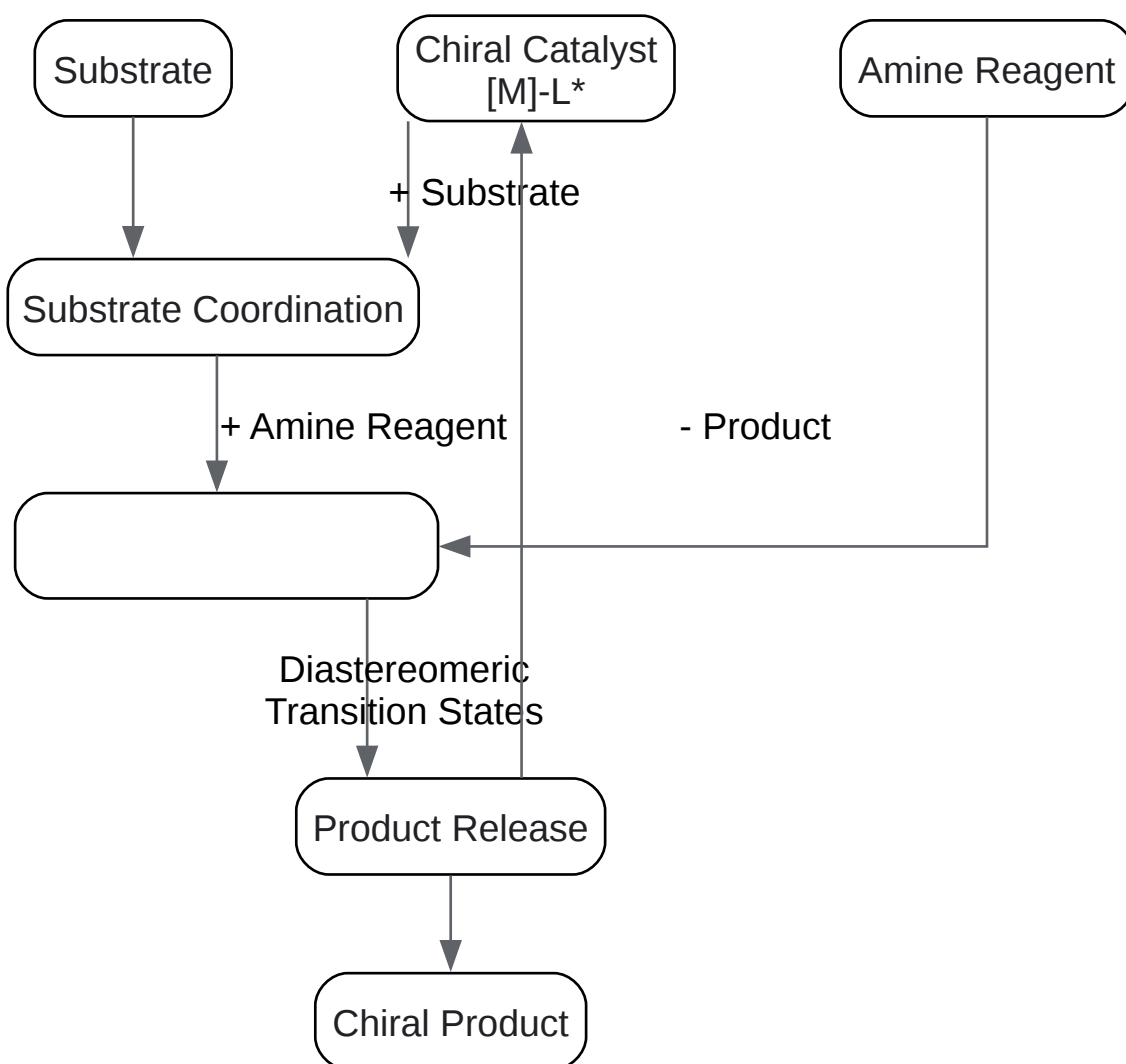 Substrate
Chiral Catalyst
[M]-L*
Amine Reagent
+ Substrate
Substrate Coordination
+ Amine Reagent
- Product
Diastereomeric
Transition States
Product Release
Chiral Product